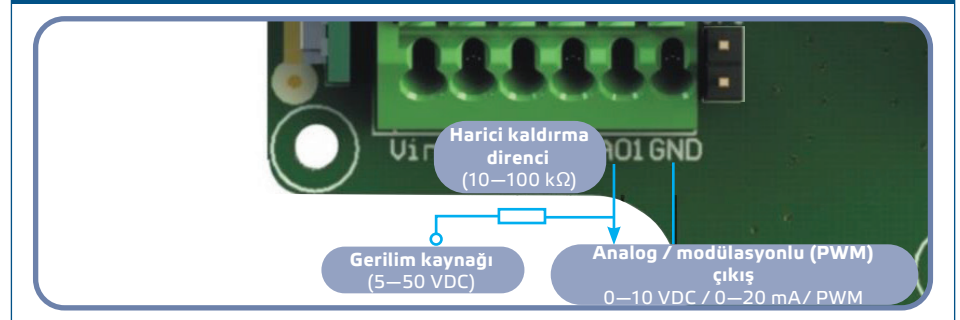 Harici kaldırma
direnci
(10—100 kΩ)
Vin
AO1 GND
Gerilim kaynağı
(5—50 VDC)
Analog / modülasyonlu (PWM)
çıkış
0—10 VDC / 0—20 mA/ PWM